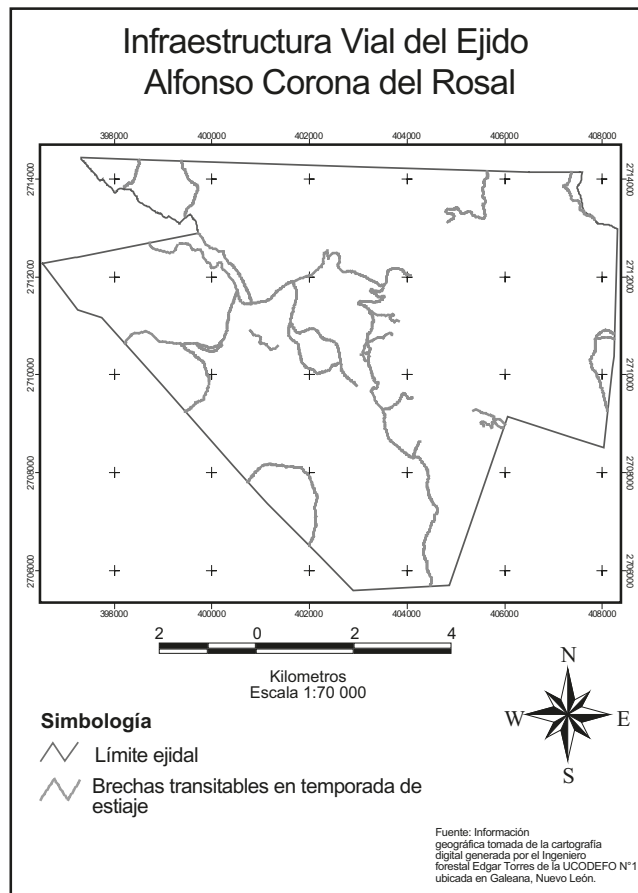 Infraestructura Vial del Ejido
Alfonso Corona del Rosal
398000 400000 402000 404000 406000 408000
2714000 2714000
2712000 2712000
2710000 2710000
2708000 2708000
2706000 2706000
398000 400000 402000 404000 406000 408000
2 0 2 4
Kilometros
Escala 1:70 000
N
W E
S
Simbología
Límite ejidal
Brechas transitables en temporada de
estiaje
Fuente: Información
geográfica tomada de la cartografía
digital generada por el Ingeniero
forestal Edgar Torres de la UCODEFO N°1
ubicada en Galeana, Nuevo León.